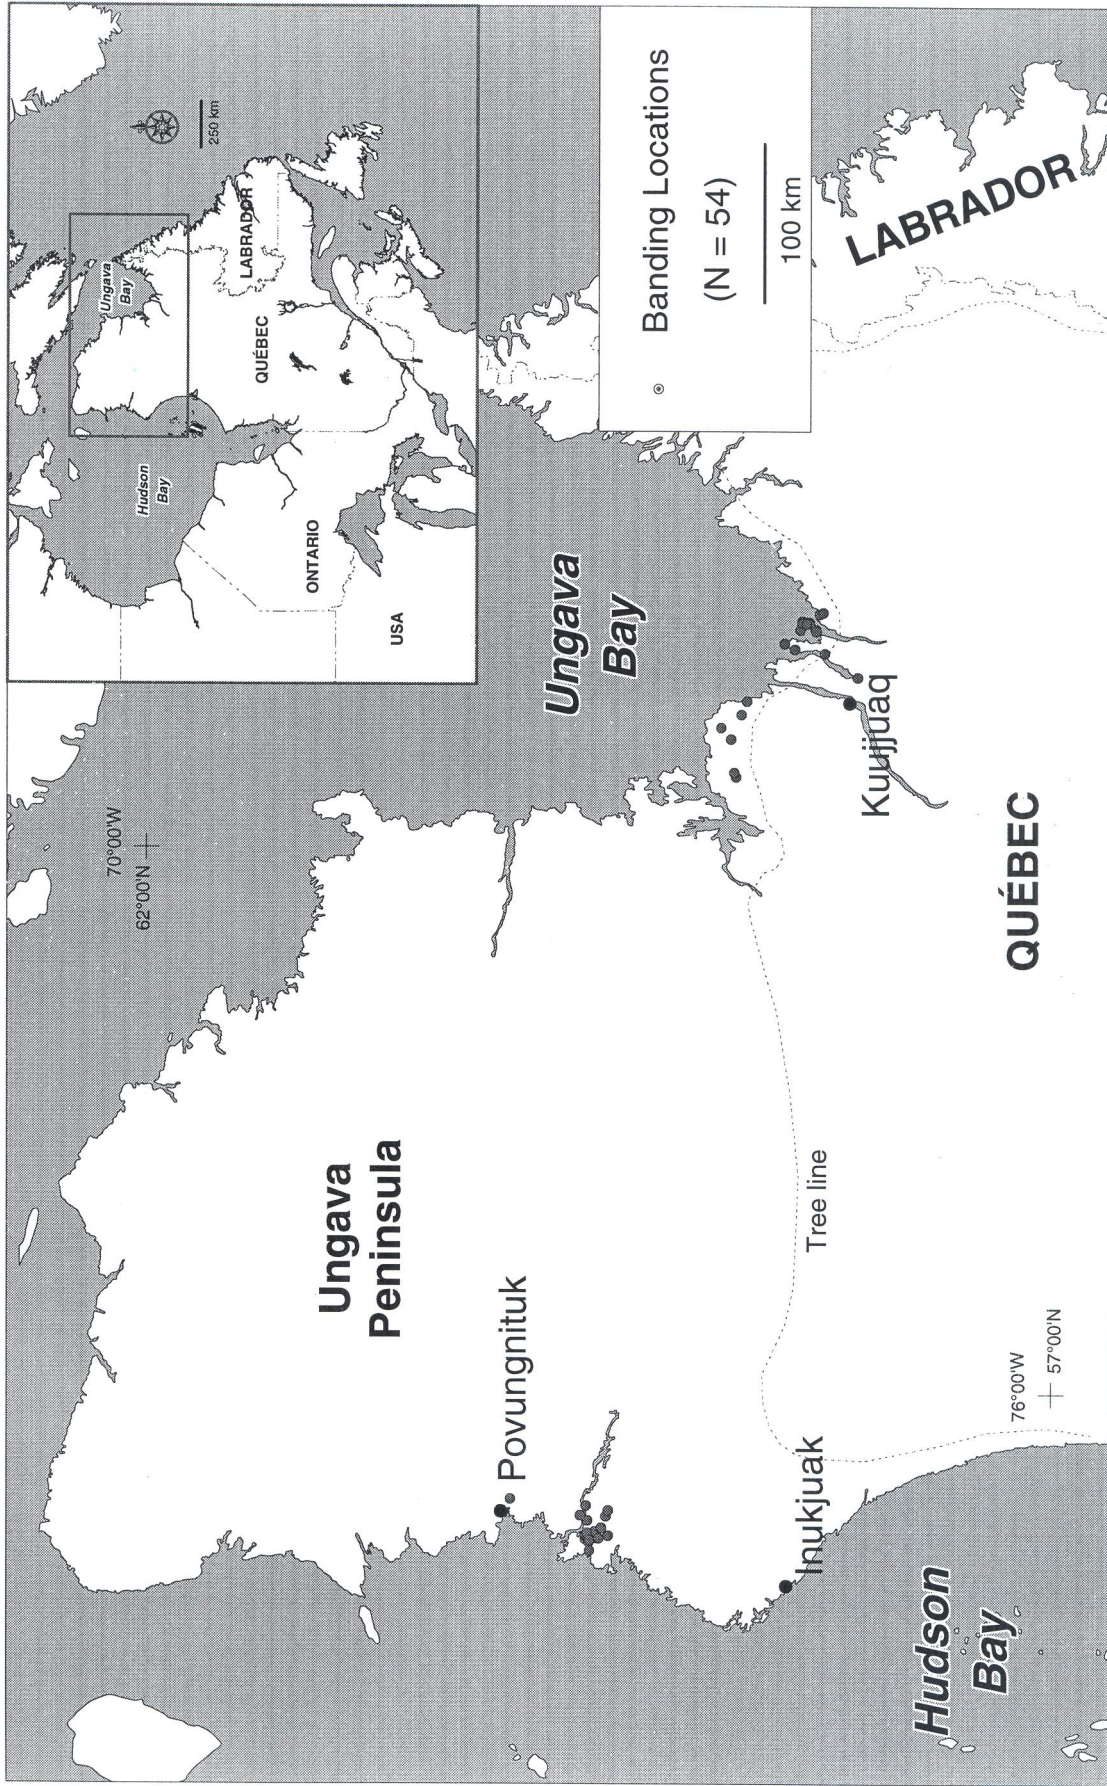 Hudson
Bay
Ungava
Bay
QUÉBEC
LABRADOR
ONTARIO
USA
250 km
70°00'W
62°00'N
Ungava
Peninsula
Povungnituk
Inukjuak
Hudson
Bay
76°00'W
57°00'N
Tree line
QUÉBEC
Kuujjuaq
Ungava
Bay
LABRADOR
Banding Locations
(N = 54)
100 km